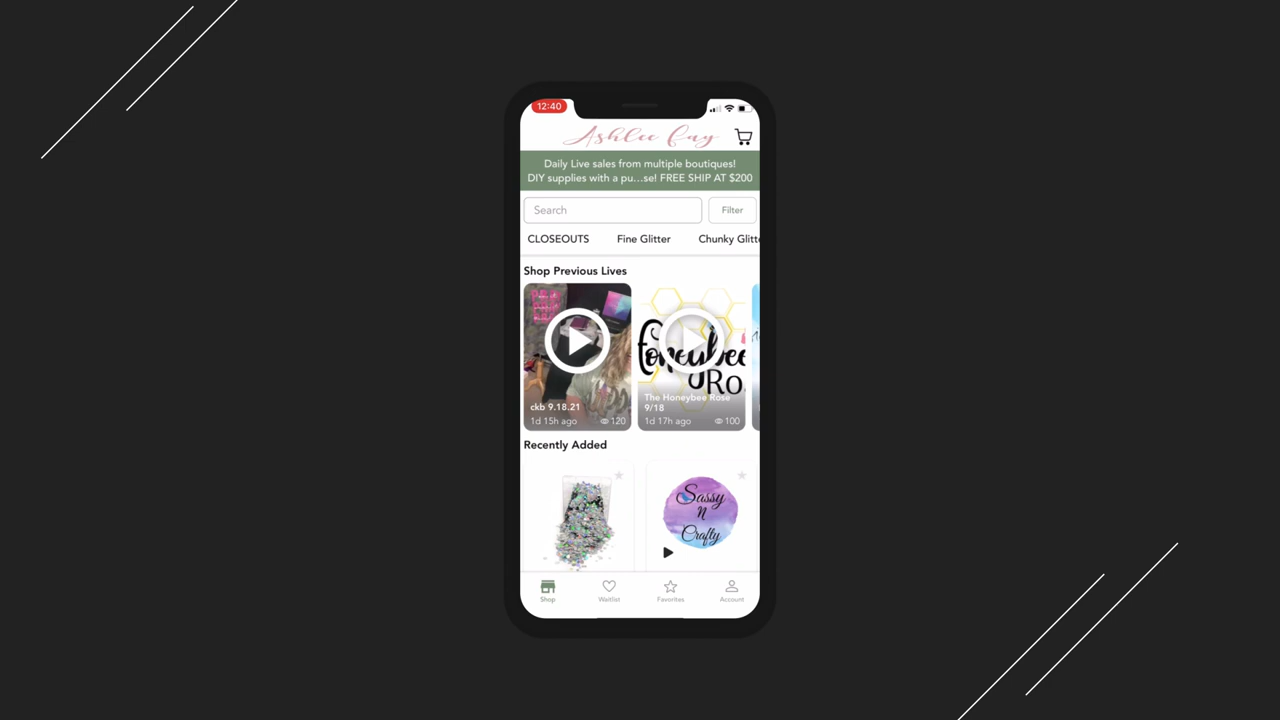 12:40
Ashlee Fay
Daily Live sales from multiple boutiques!
DIY supplies with a pu...se! FREE SHIP AT $200
Search
Filter
CLOSEOUTS
Fine Glitter
Chunky Glitt
Shop Previous Lives
Honeybee
Ro
ckb 9.18.21
1d 15h ago
120
The Honeybee Rose
9/18
1d 17h ago
100
Recently Added
Sassy
N
Crafty
Shop
Waitlist
Favorites
Account